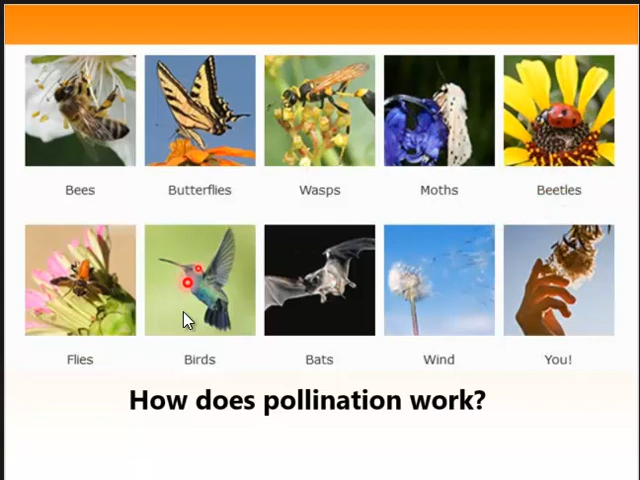 Bees
Butterflies
Wasps
Moths
Beetles
Flies
Birds
Bats
Wind
You!
How does pollination work?